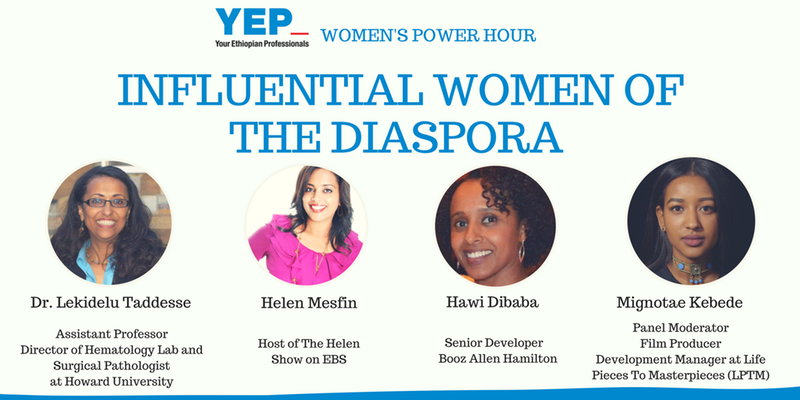 YEP_
Your Ethiopian Professionals
WOMEN'S POWER HOUR
INFLUENTIAL WOMEN OF
THE DIASPORA
Dr. Lekidelu Taddesse
Assistant Professor
Director of Hematology Lab and
Surgical Pathologist
at Howard University
Helen Mesfin
Host of The Helen
Show on EBS
Hawi Dibaba
Senior Developer
Booz Allen Hamilton
Mignotae Kebede
Panel Moderator
Film Producer
Development Manager at Life
Pieces To Masterpieces (LPTM)